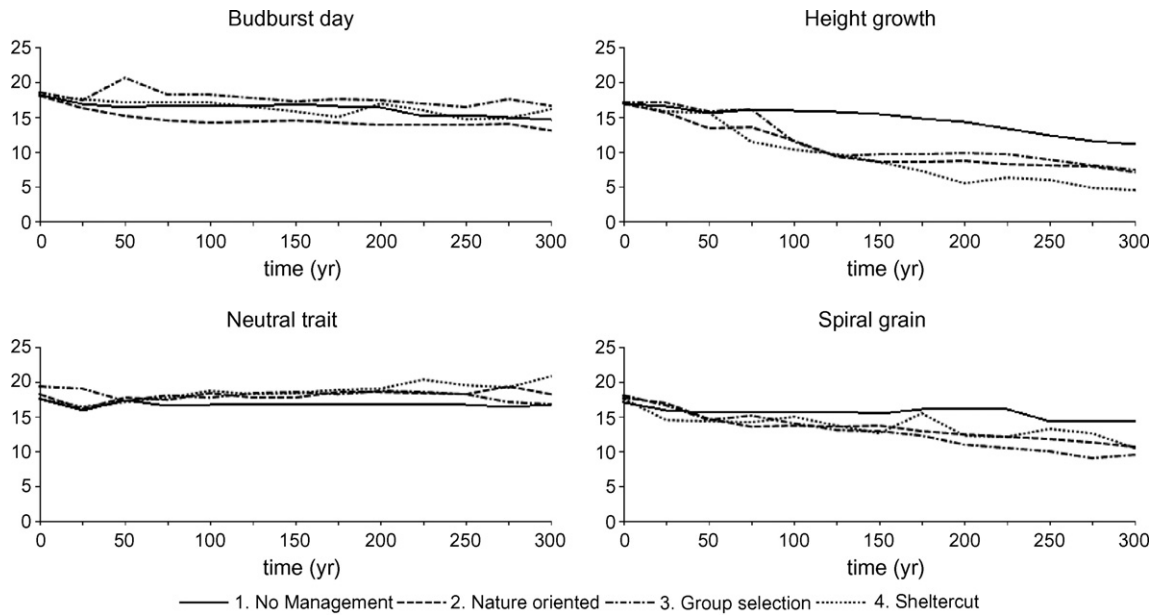 Budburst day
Height growth
25
20
15
10
5
0
0 50 100 150 200 250 300
time (yr)
25
20
15
10
5
0
0 50 100 150 200 250 300
time (yr)
Neutral trait
Spiral grain
25
20
15
10
5
0
0 50 100 150 200 250 300
time (yr)
25
20
15
10
5
0
0 50 100 150 200 250 300
time (yr)
1. No Management 2. Nature oriented 3. Group selection 4. Sheltercut